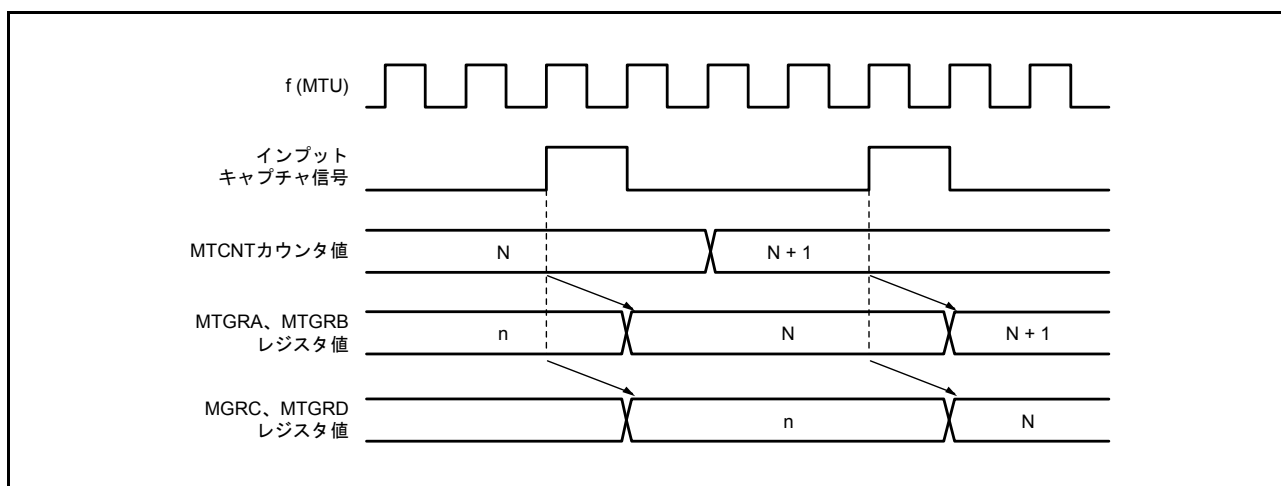 f (MTU)
インプット
キャプチャ信号
MTCNTカウンタ値
N
N + 1
MTGRA、MTGRB
レジスタ値
n
N
N + 1
MGRC、MTGRD
レジスタ値
n
N